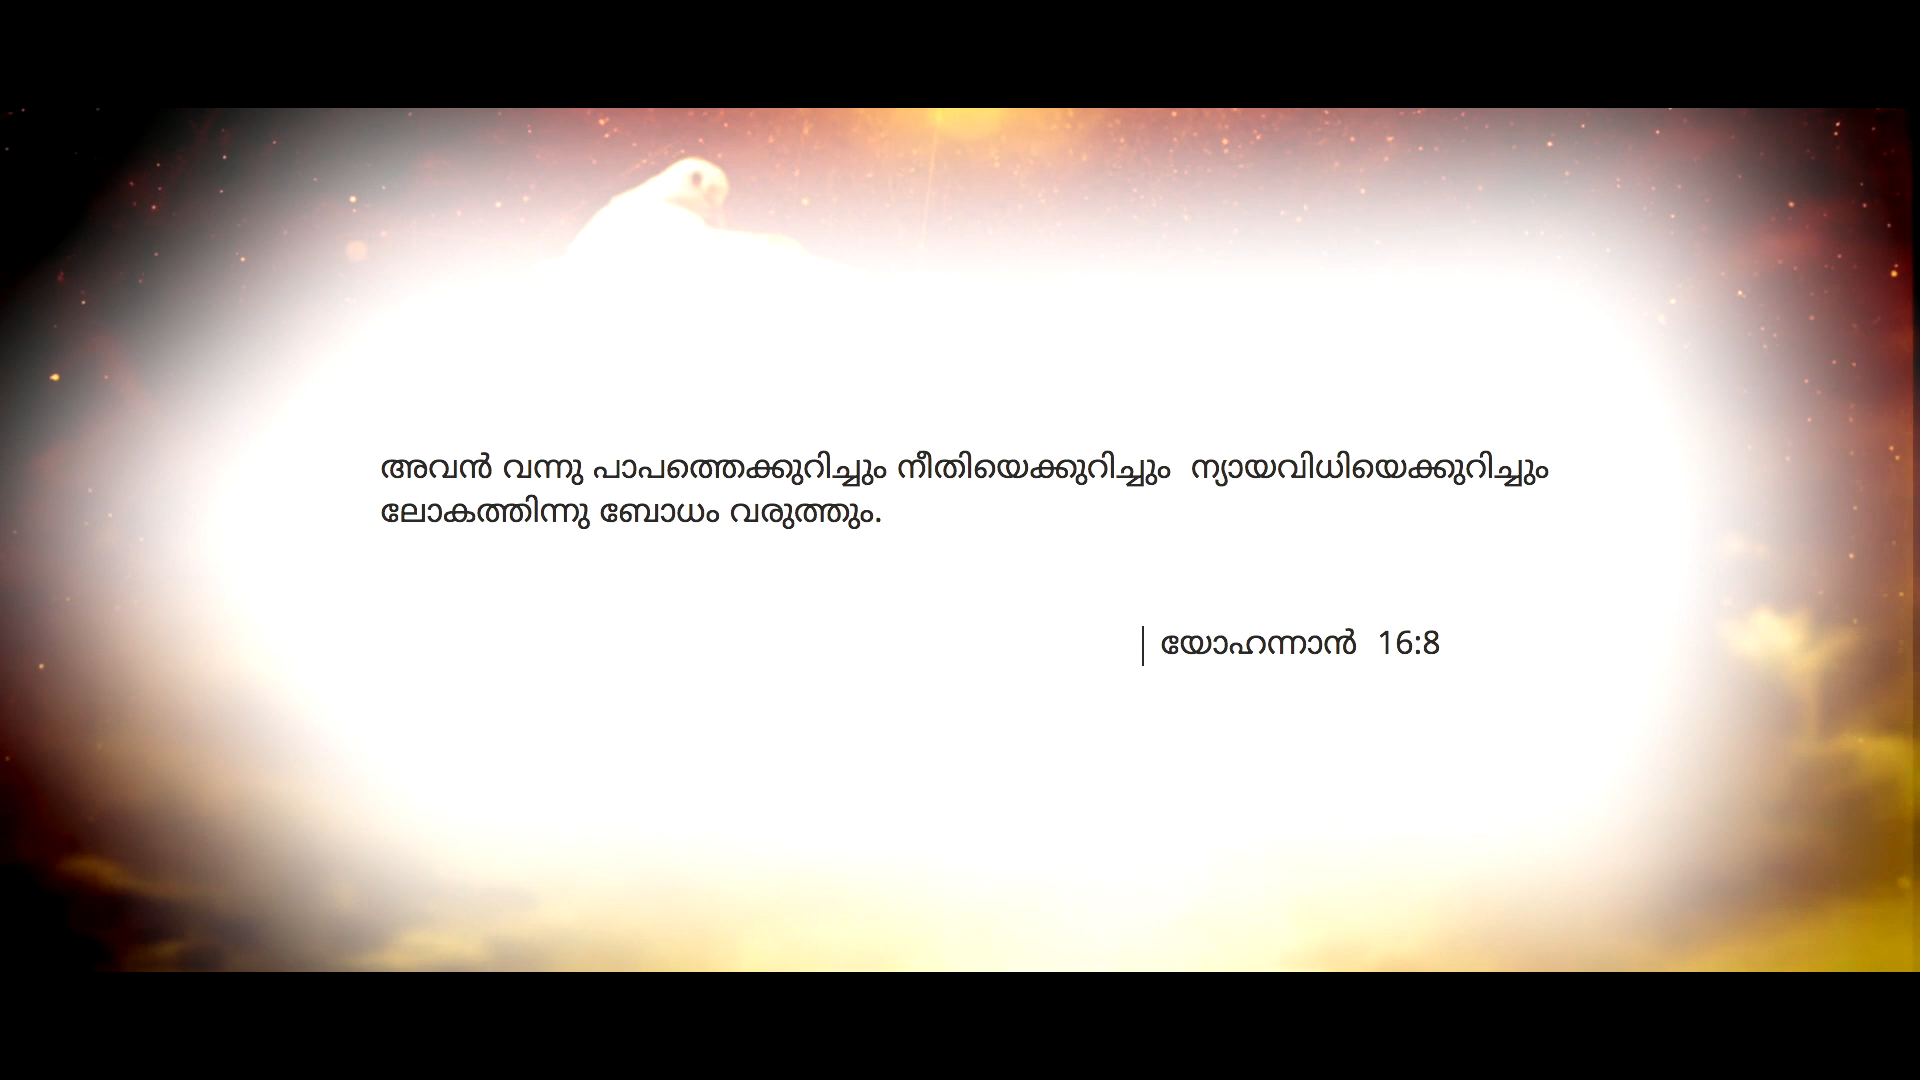 അവൻ വന്നു പാപത്തെക്കുറിച്ചും നീതിയെക്കുറിച്ചും  ന്യായവിധിയെക്കുറിച്ചും
ലോകത്തിന്നു ബോധം വരുത്തും.
യോഹന്നാൻ  16:8